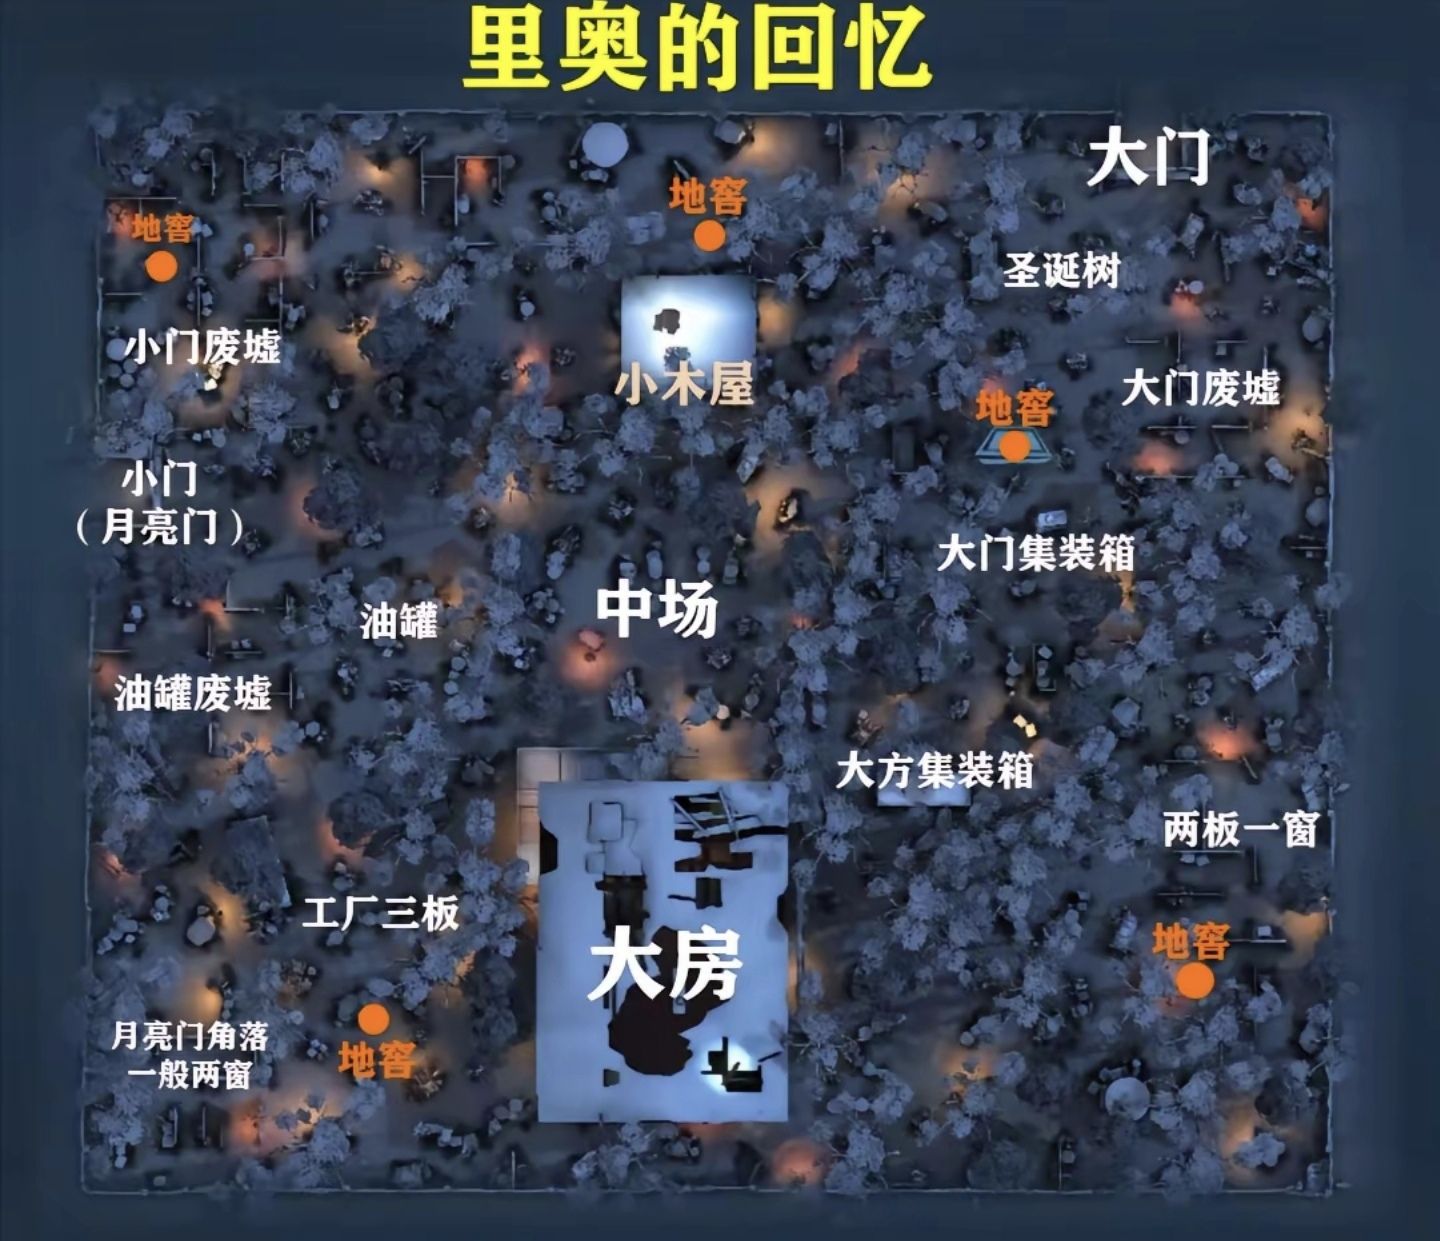 里奥的回忆
大门
地窖
地窖
圣诞树
小门废墟
小木屋
大门废墟
地窖
小门
（月亮门）
大门集装箱
中场
油罐
油罐废墟
大方集装箱
两板一窗
工厂三板
大房
地窖
月亮门角落
一般两窗
地窖